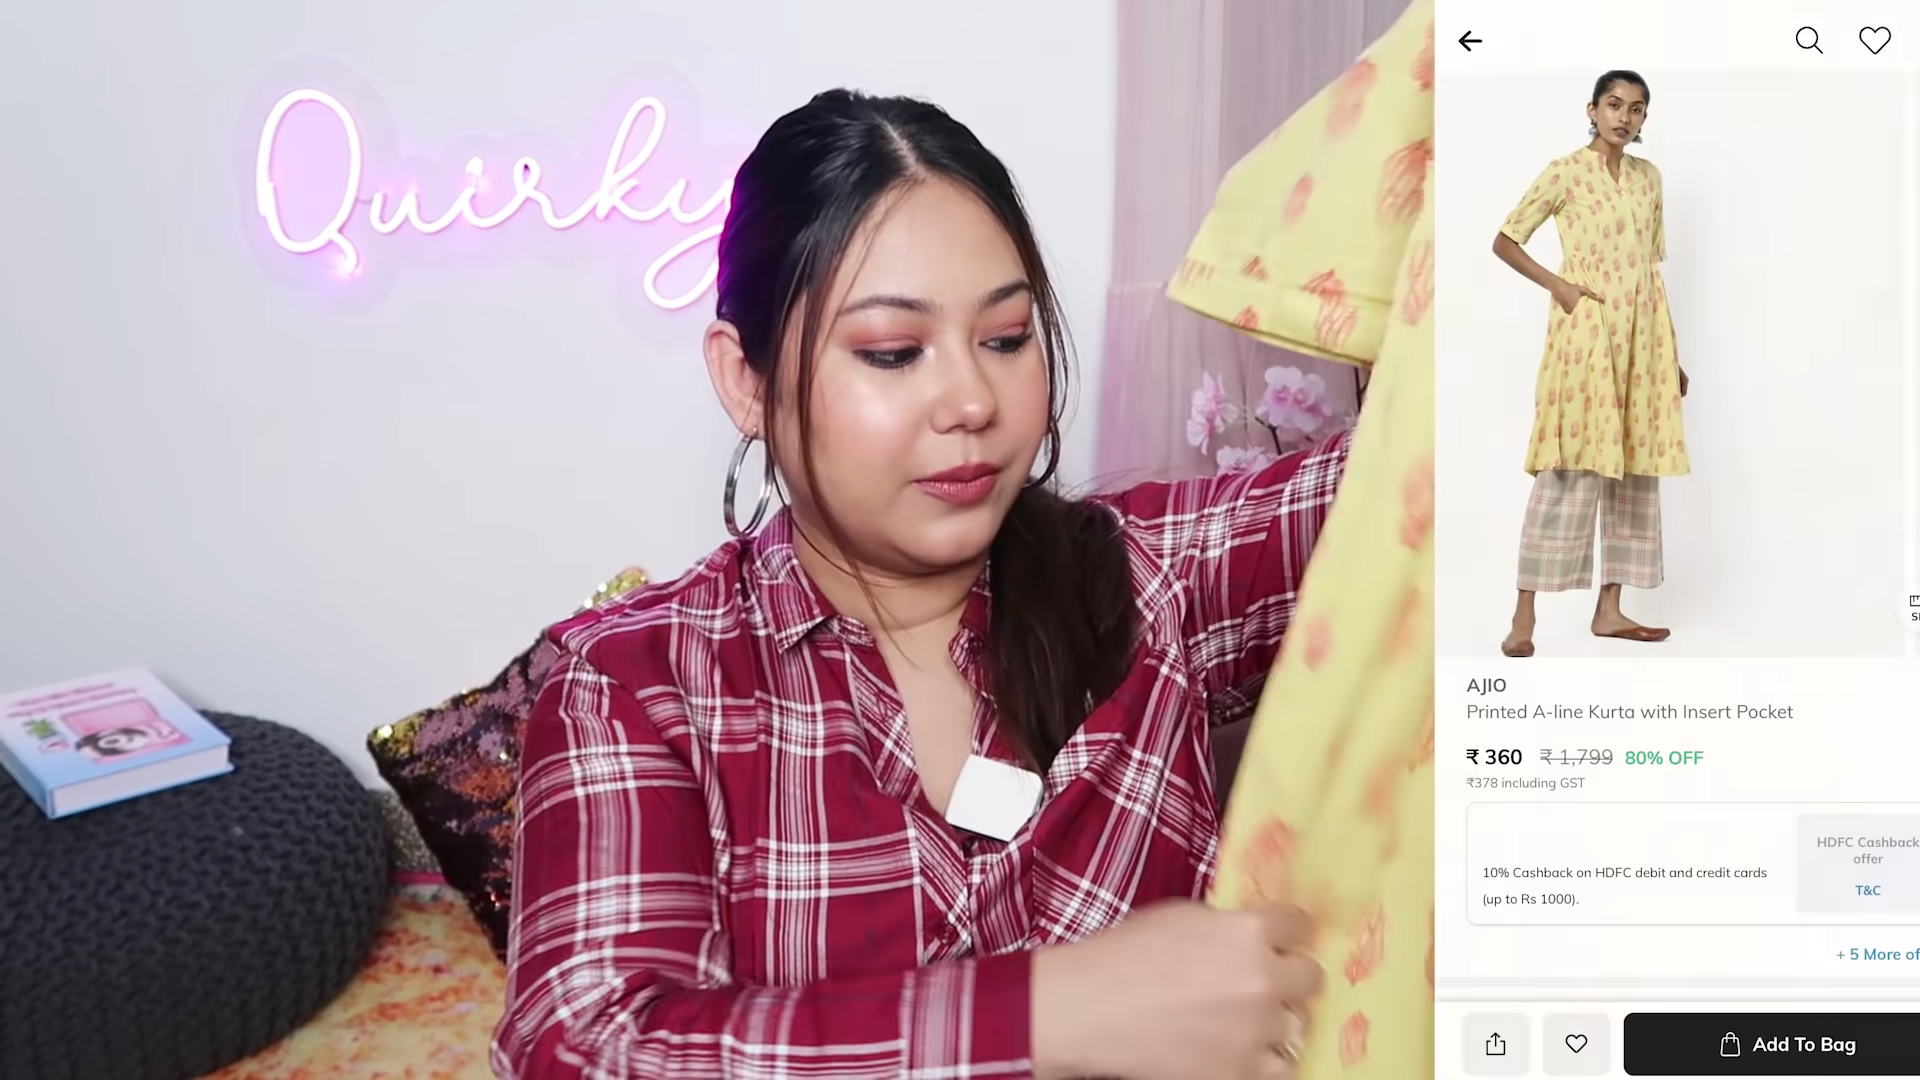 Quirky
AJIO
Printed A-line Kurta with Insert Pocket
₹ 360 ₹ 1,799 80% OFF
₹378 including GST
HDFC Cashback
offer
10% Cashback on HDFC debit and credit cards
(up to Rs 1000).
T&C
+ 5 More of
Add To Bag